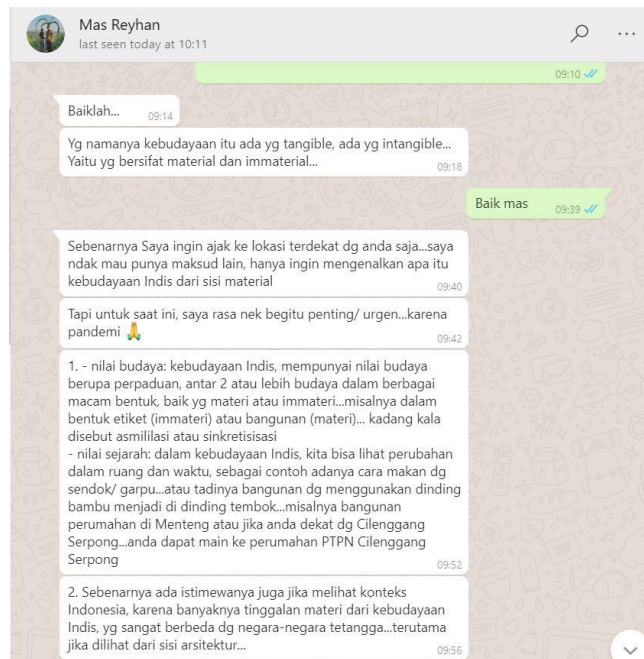 Mas Reyhan
last seen today at 10:11
09:10
Baiklah...
09:14
Yg namanya kebudayaan itu ada yg tangible, ada yg intangible...
Yaitu yg bersifat material dan immaterial...
09:18
Baik mas
09:39
Sebenarnya Saya ingin ajak ke lokasi terdekat dg anda saja...saya
ndak mau punya maksud lain, hanya ingin mengenalkan apa itu
kebudayaan Indis dari sisi material
09:40
Tapi untuk saat ini, saya rasa nek begitu penting/ urgen...karena
pandemi 🙏
09:42
1. - nilai budaya: kebudayaan Indis, mempunyai nilai budaya
berupa perpaduan, antar 2 atau lebih budaya dalam berbagai
macam bentuk, baik yg materi atau immateri...misalnya dalam
bentuk etiket (immateri) atau bangunan (materi)... kadang kala
disebut asmililasi atau sinkretisisasi
- nilai sejarah: dalam kebudayaan Indis, kita bisa lihat perubahan
dalam ruang dan waktu, sebagai contoh adanya cara makan dg
sendok/ garpu...atau tadinya bangunan dg menggunakan dinding
bambu menjadi di dinding tembok...misalnya bangunan
perumahan di Menteng atau jika anda dekat dg Cilenggang
Serpong...anda dapat main ke perumahan PTPN Cilenggang
Serpong
09:52
2. Sebenarnya ada istimewanya juga jika melihat konteks
Indonesia, karena banyaknya tinggalan materi dari kebudayaan
Indis, yg sangat berbeda dg negara-negara tetangga...terutama
jika dilihat dari sisi arsitektur...
09:56